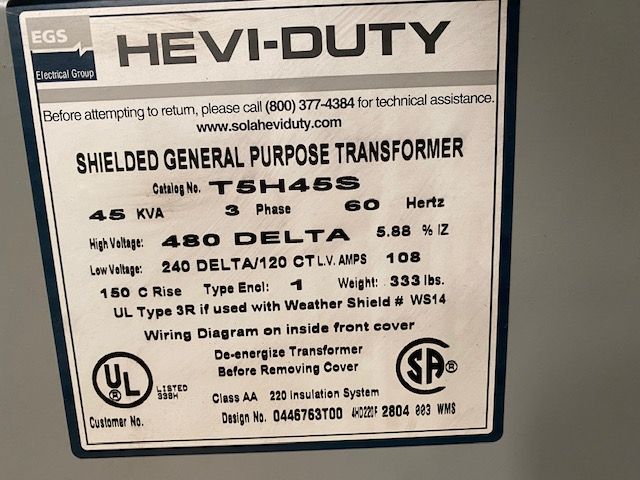 EGS
Electrical Group
HEVI-DUTY
Before attempting to return, please call (800) 377-4384 for technical assistance.
www.solaheviduty.com
SHIELDED GENERAL PURPOSE TRANSFORMER
Catalog No. T5H45S
45 KVA 3 Phase 60 Hertz
High Voltage: 480 DELTA 5.88 % IZ
Low Voltage: 240 DELTA/120 CT L.V. AMPS 108
150 C Rise Type Encl: 1 Weight: 333 lbs.
UL Type 3R if used with Weather Shield # WS14
Wiring Diagram on inside front cover
De-energize Transformer
Before Removing Cover
UL ® LISTED
339H
SA ®
Class AA 220 Insulation System
Customer No. Design No. 0446763T00 4HD220F 2804 003 WMS